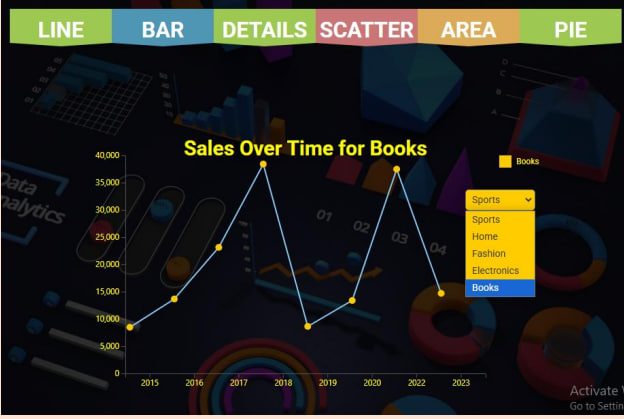 LINE BAR DETAILS SCATTER AREA PIE
Sales Over Time for Books
Books
Sports
Sports
Home
Fashion
Electronics
Books
40,000
35,000
30,000
25,000
20,000
15,000
10,000
5,000
0
2015 2016 2017 2018 2019 2020 2022 2023
Data
01 02 03 04
D
C
B
A
Activate
Go to Settin